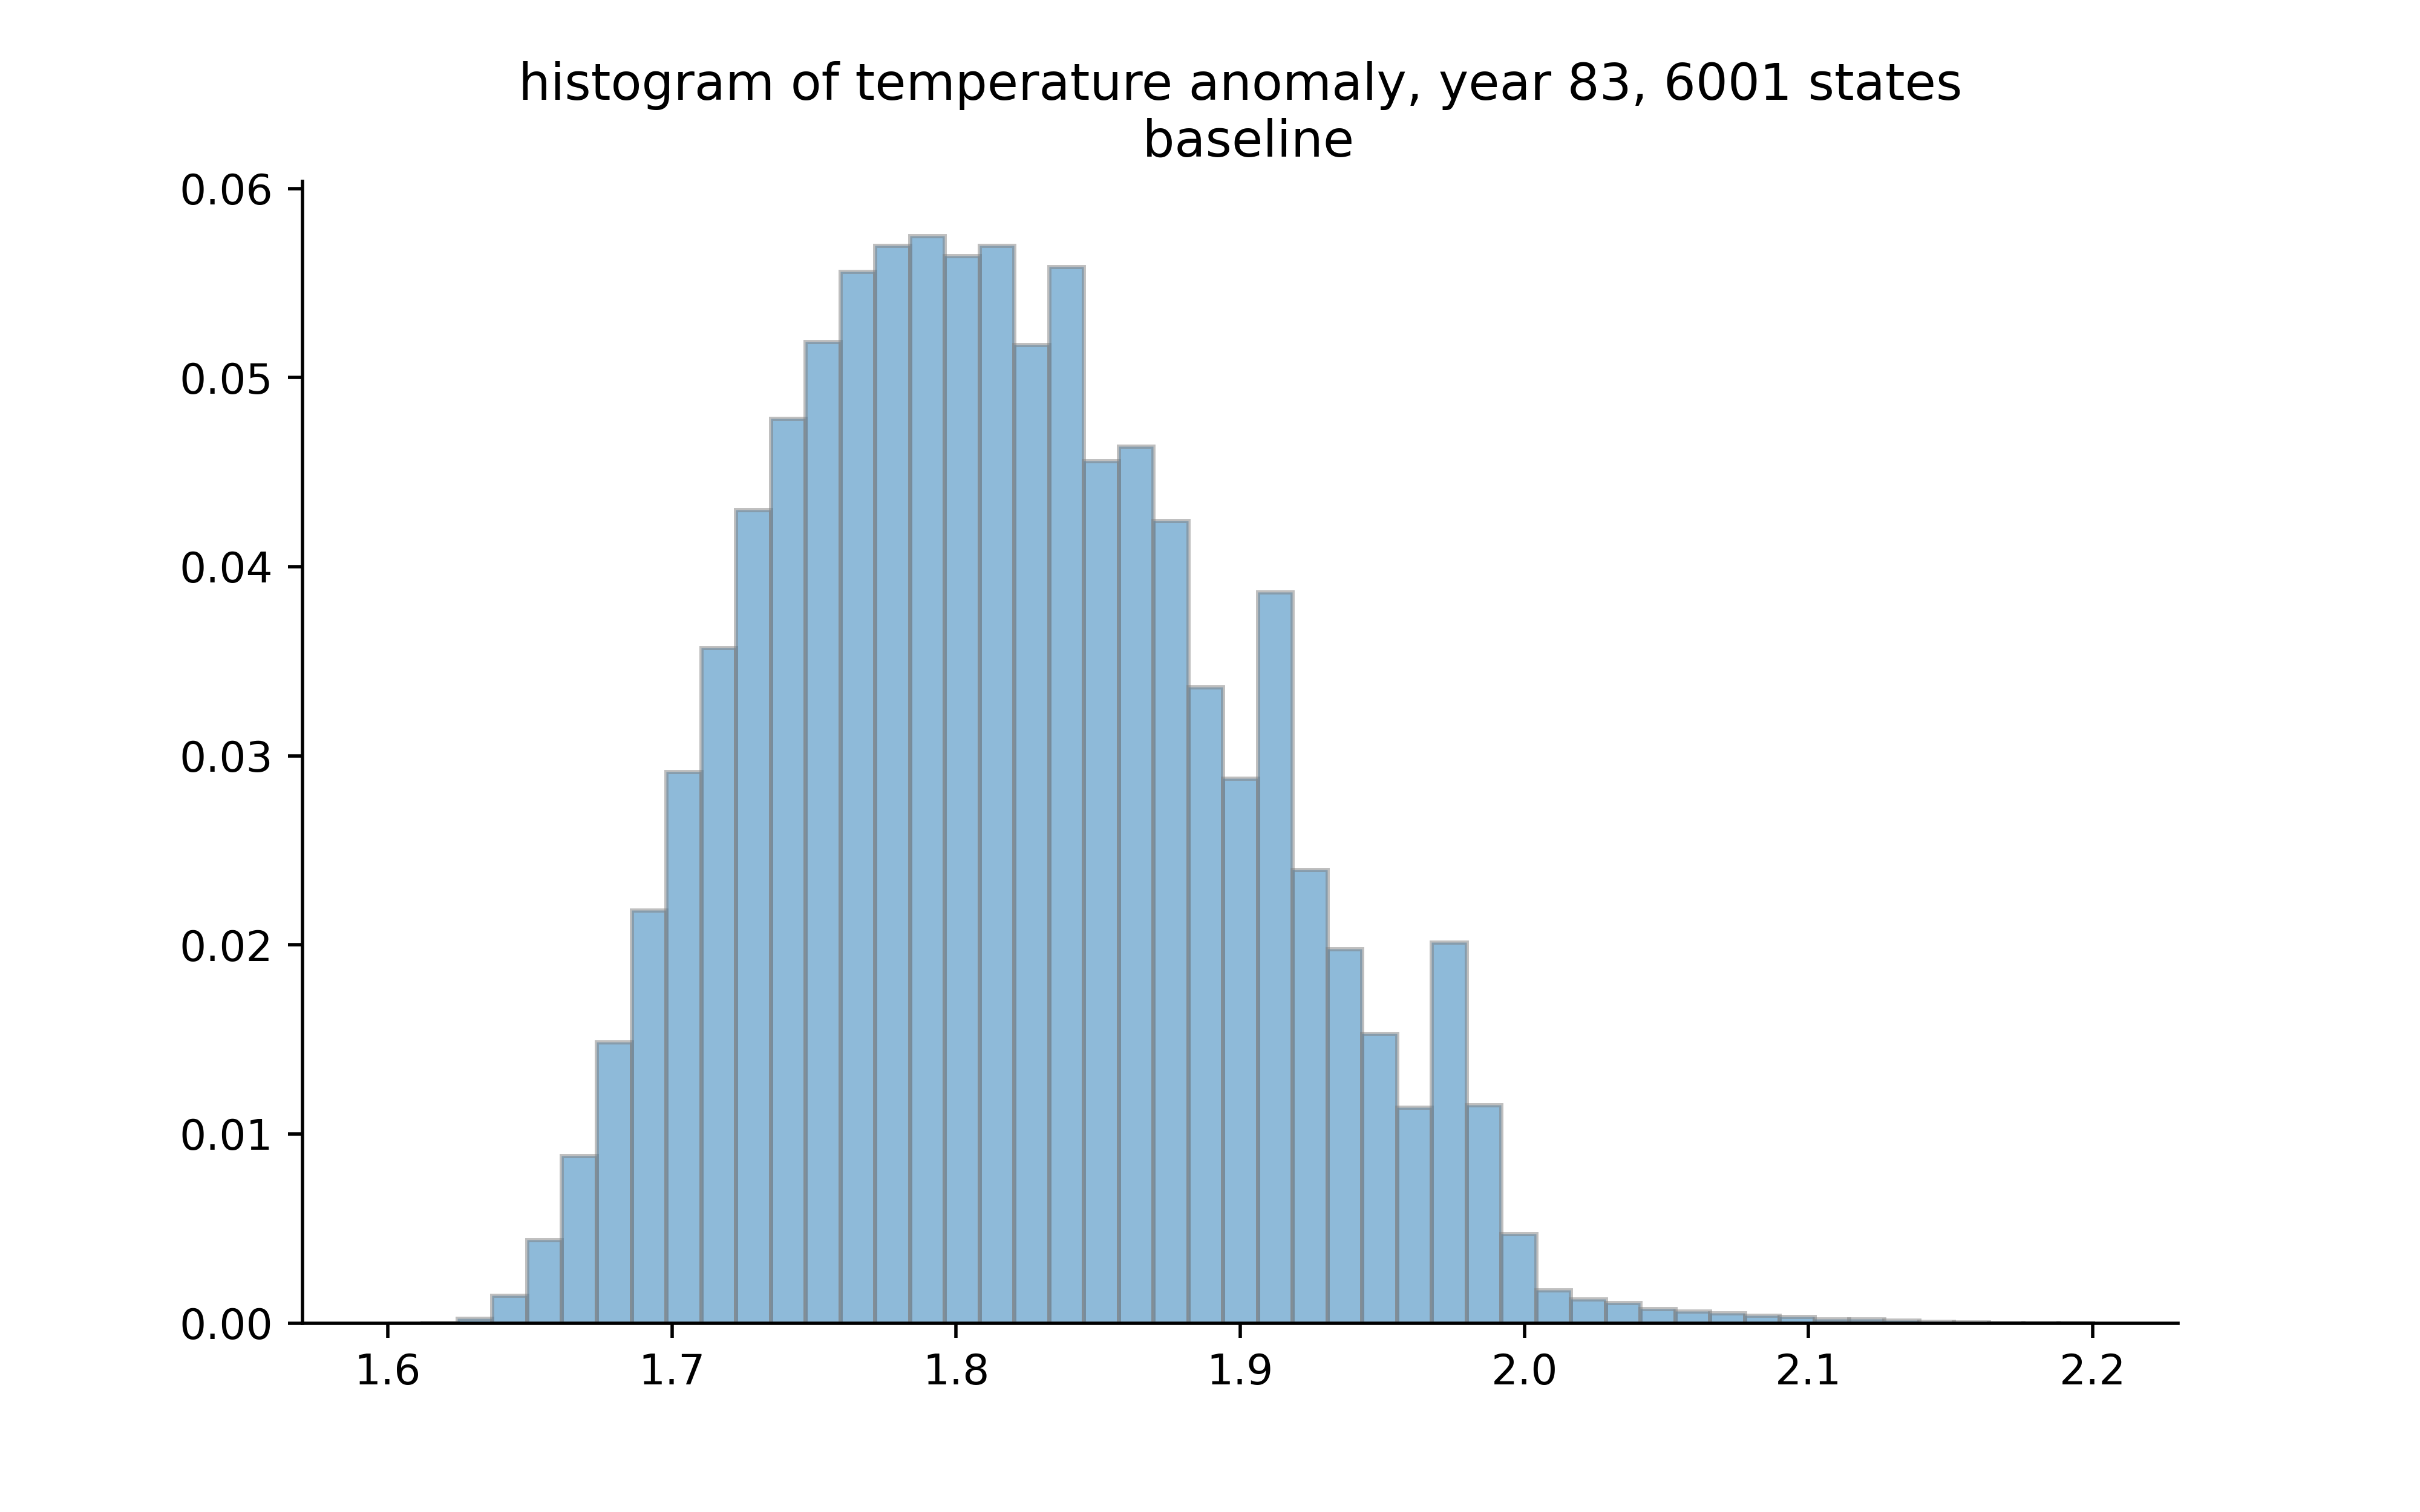 histogram of temperature anomaly, year 83, 6001 states
baseline
0.06
0.05
0.04
0.03
0.02
0.01
0.00
1.6 1.7 1.8 1.9 2.0 2.1 2.2